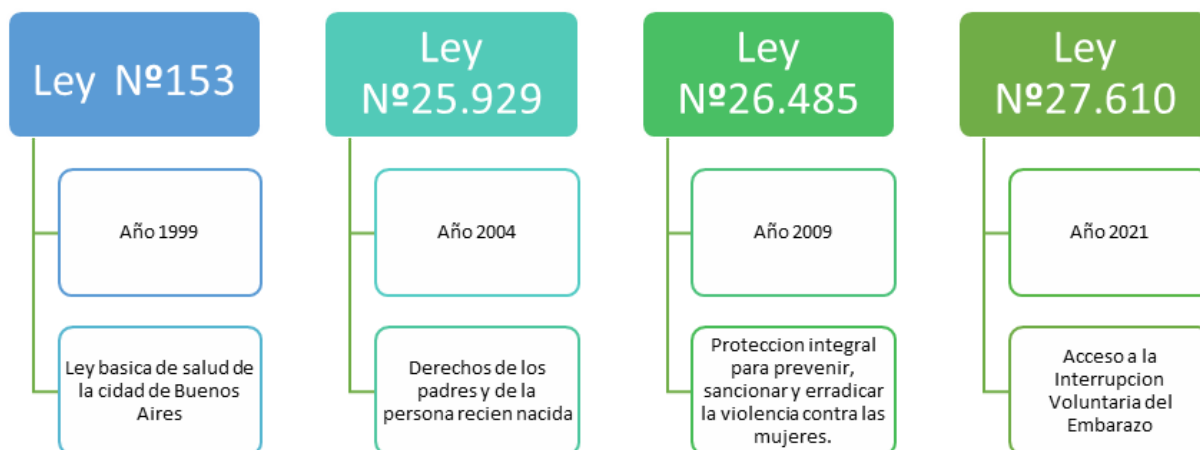 Ley Nº153
Año 1999
Ley basica de salud de
la cidad de Buenos
Aires
Ley
Nº25.929
Año 2004
Derechos de los
padres y de la
persona recien nacida
Ley
Nº26.485
Año 2009
Proteccion integral
para prevenir,
sancionar y erradicar
la violencia contra las
mujeres.
Ley
Nº27.610
Año 2021
Acceso a la
Interrupcion
Voluntaria del
Embarazo